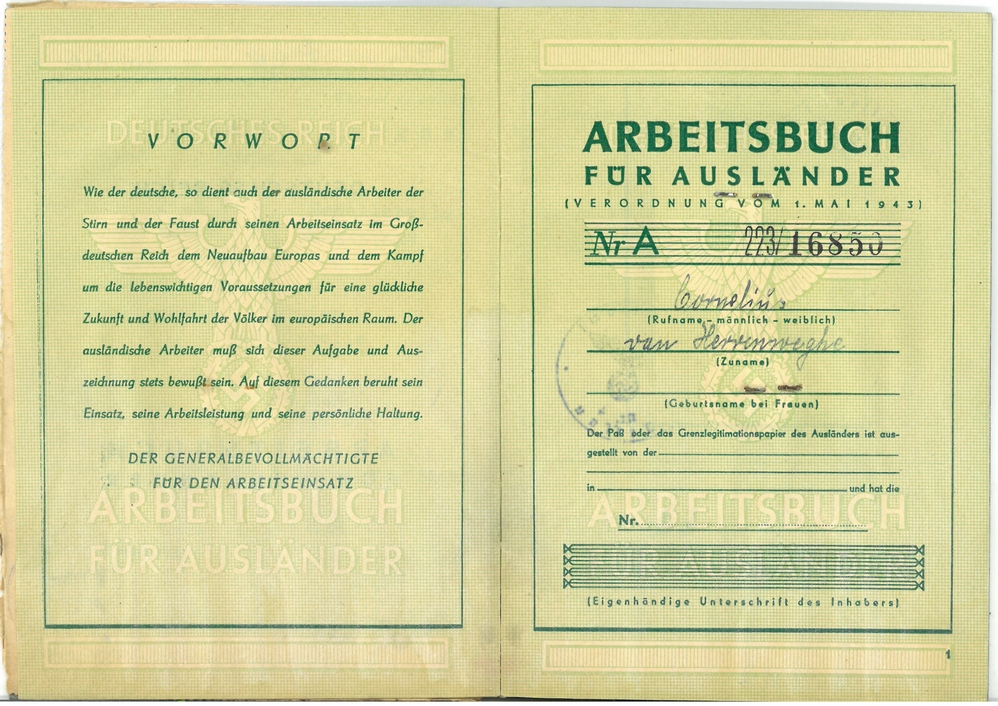 DEUTSCHES REICH
VORWORT
Wie der deutsche, so dient auch der ausländische Arbeiter der
Stirn und der Faust durch seinen Arbeitseinsatz im Groß-
deutschen Reich dem Neuaufbau Europas und dem Kampf
um die lebenswichtigen Voraussetzungen für eine glückliche
Zukunft und Wohlfahrt der Völker im europäischen Raum. Der
ausländische Arbeiter muß sich dieser Aufgabe und Aus-
zeichnung stets bewußt sein. Auf diesem Gedanken beruht sein
Einsatz, seine Arbeitsleistung und seine persönliche Haltung.
DER GENERALBEVOLLMÄCHTIGTE
FÜR DEN ARBEITSEINSATZ
ARBEITSBUCH
FÜR AUSLÄNDER
ARBEITSBUCH
FÜR AUSLÄNDER
(VERORDNUNG VOM 1. MAI 1943)
Nr A 223/16850
Cornelius
(Rufname – männlich – weiblich)
van Herrenweghe
(Zuname)
(Geburtsname bei Frauen)
Der Paß oder das Grenzlegitimationspapier des Ausländers ist aus-
gestellt von der
in und hat die
ARBEITSBUCH
Nr.
FÜR AUSLÄNDER
(Eigenhändige Unterschrift des Inhabers)
1